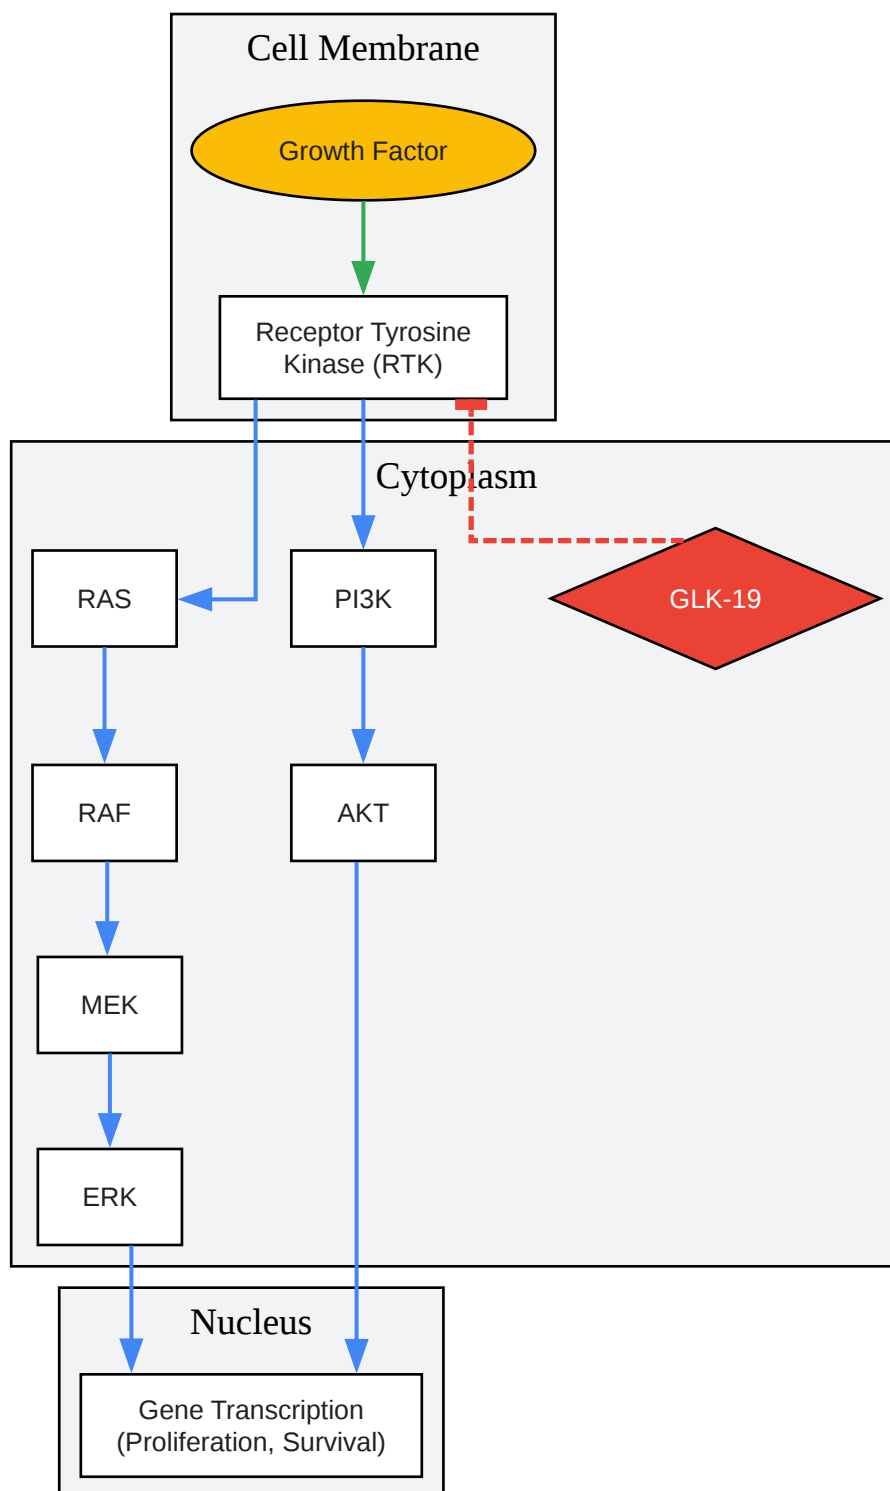 Cell Membrane
Growth Factor
Receptor Tyrosine
Kinase (RTK)
Cytoplasm
RAS
PI3K
GLK-19
RAF
AKT
MEK
ERK
Nucleus
Gene Transcription
(Proliferation, Survival)